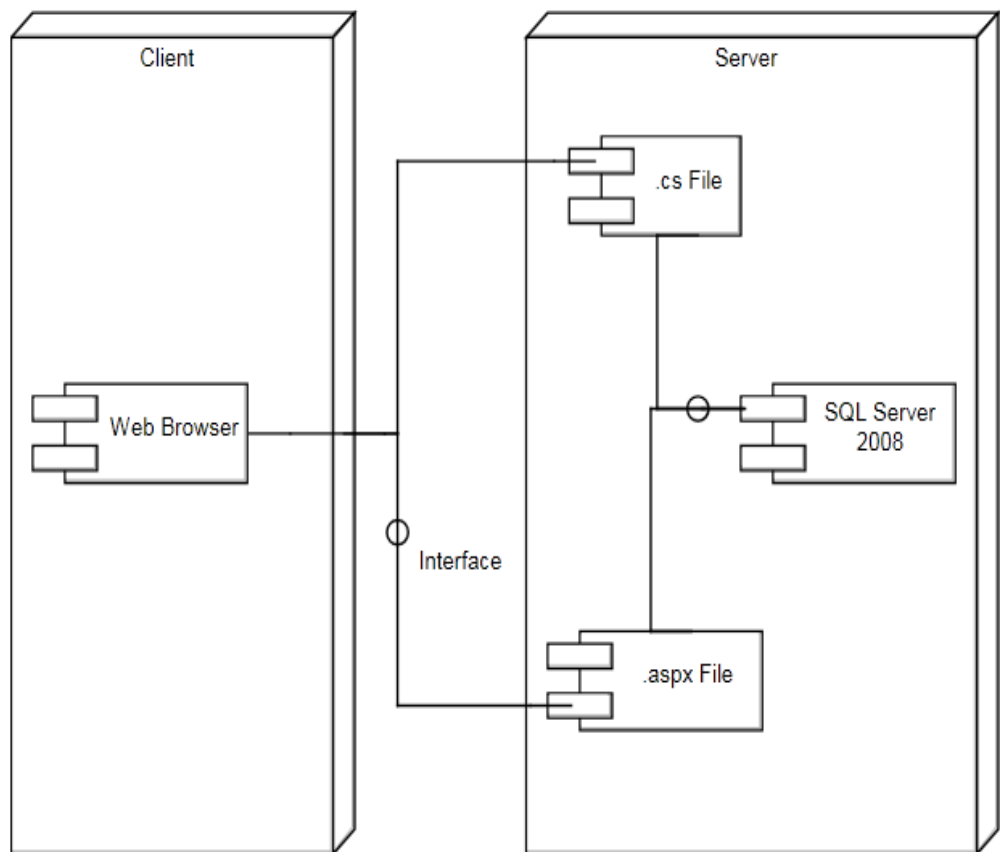 Client
Server
.cs File
Web Browser
SQL Server
2008
Interface
.aspx File